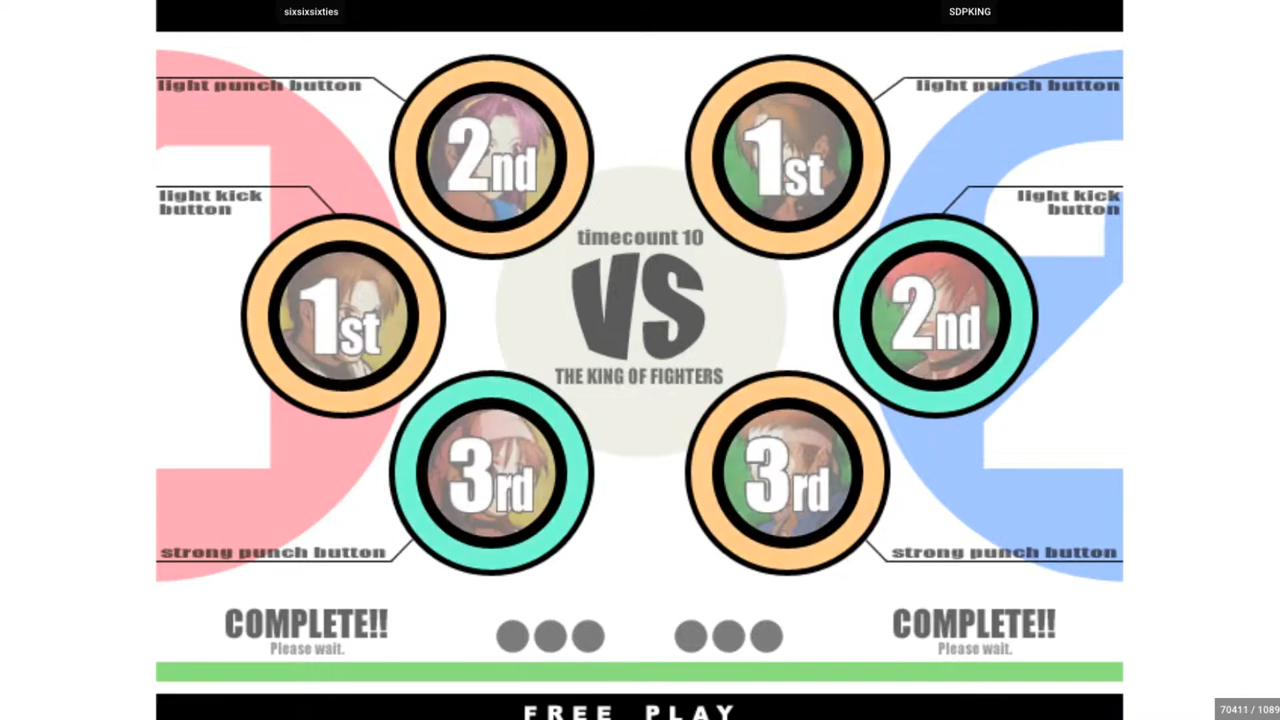 sixsixsixties
SDPKING
light punch button
light punch button
2nd
1st
light kick
button
light kick
button
timecount 10
VS
THE KING OF FIGHTERS
1st
2nd
3rd
3rd
strong punch button
strong punch button
COMPLETE!!
Please wait.
COMPLETE!!
Please wait.
FREE PLAY
70411 / 1089